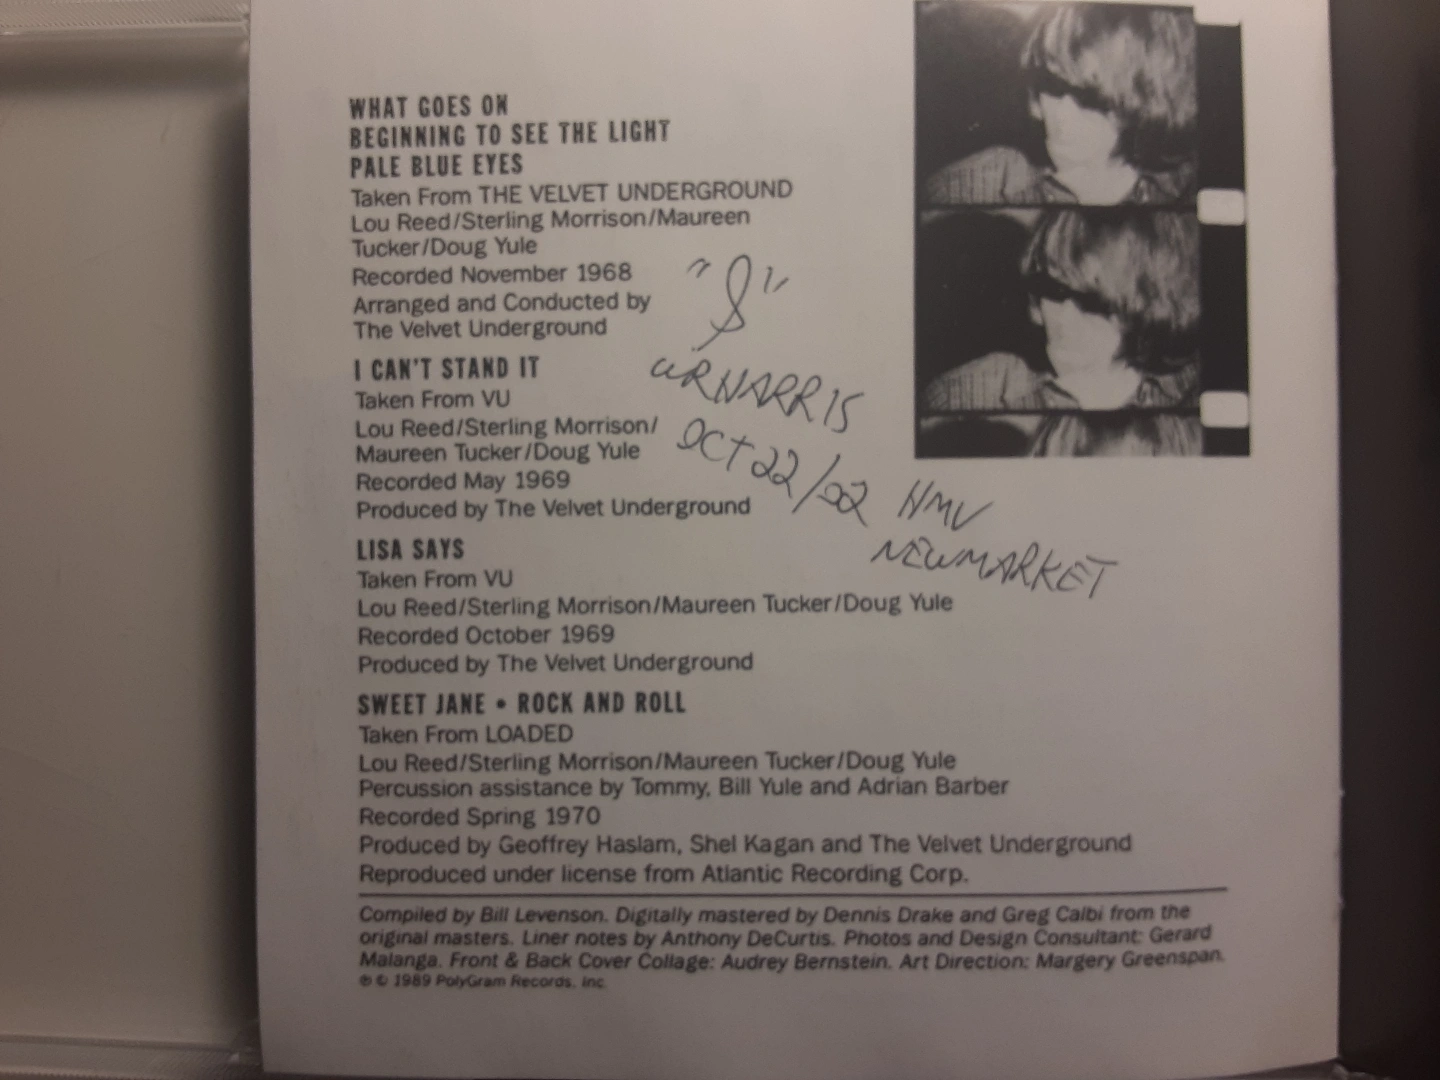 WHAT GOES ON
BEGINNING TO SEE THE LIGHT
PALE BLUE EYES
Taken From THE VELVET UNDERGROUND
Lou Reed/Sterling Morrison/Maureen
Tucker/Doug Yule
Recorded November 1968
Arranged and Conducted by
The Velvet Underground
I CAN'T STAND IT
Taken From VU
Lou Reed/Sterling Morrison/
Maureen Tucker/Doug Yule
Recorded May 1969
Produced by The Velvet Underground
OCT 22/02 HMV
NEWMARKET
LISA SAYS
Taken From VU
Lou Reed/Sterling Morrison/Maureen Tucker/Doug Yule
Recorded October 1969
Produced by The Velvet Underground
SWEET JANE • ROCK AND ROLL
Taken From LOADED
Lou Reed/Sterling Morrison/Maureen Tucker/Doug Yule
Percussion assistance by Tommy, Bill Yule and Adrian Barber
Recorded Spring 1970
Produced by Geoffrey Haslam, Shel Kagan and The Velvet Underground
Reproduced under license from Atlantic Recording Corp.
Compiled by Bill Levenson. Digitally mastered by Dennis Drake and Greg Calbi from the
original masters. Liner notes by Anthony DeCurtis. Photos and Design Consultant: Gerard
Malanga. Front & Back Cover Collage: Audrey Bernstein. Art Direction: Margery Greenspan.
℗ © 1989 PolyGram Records, Inc.